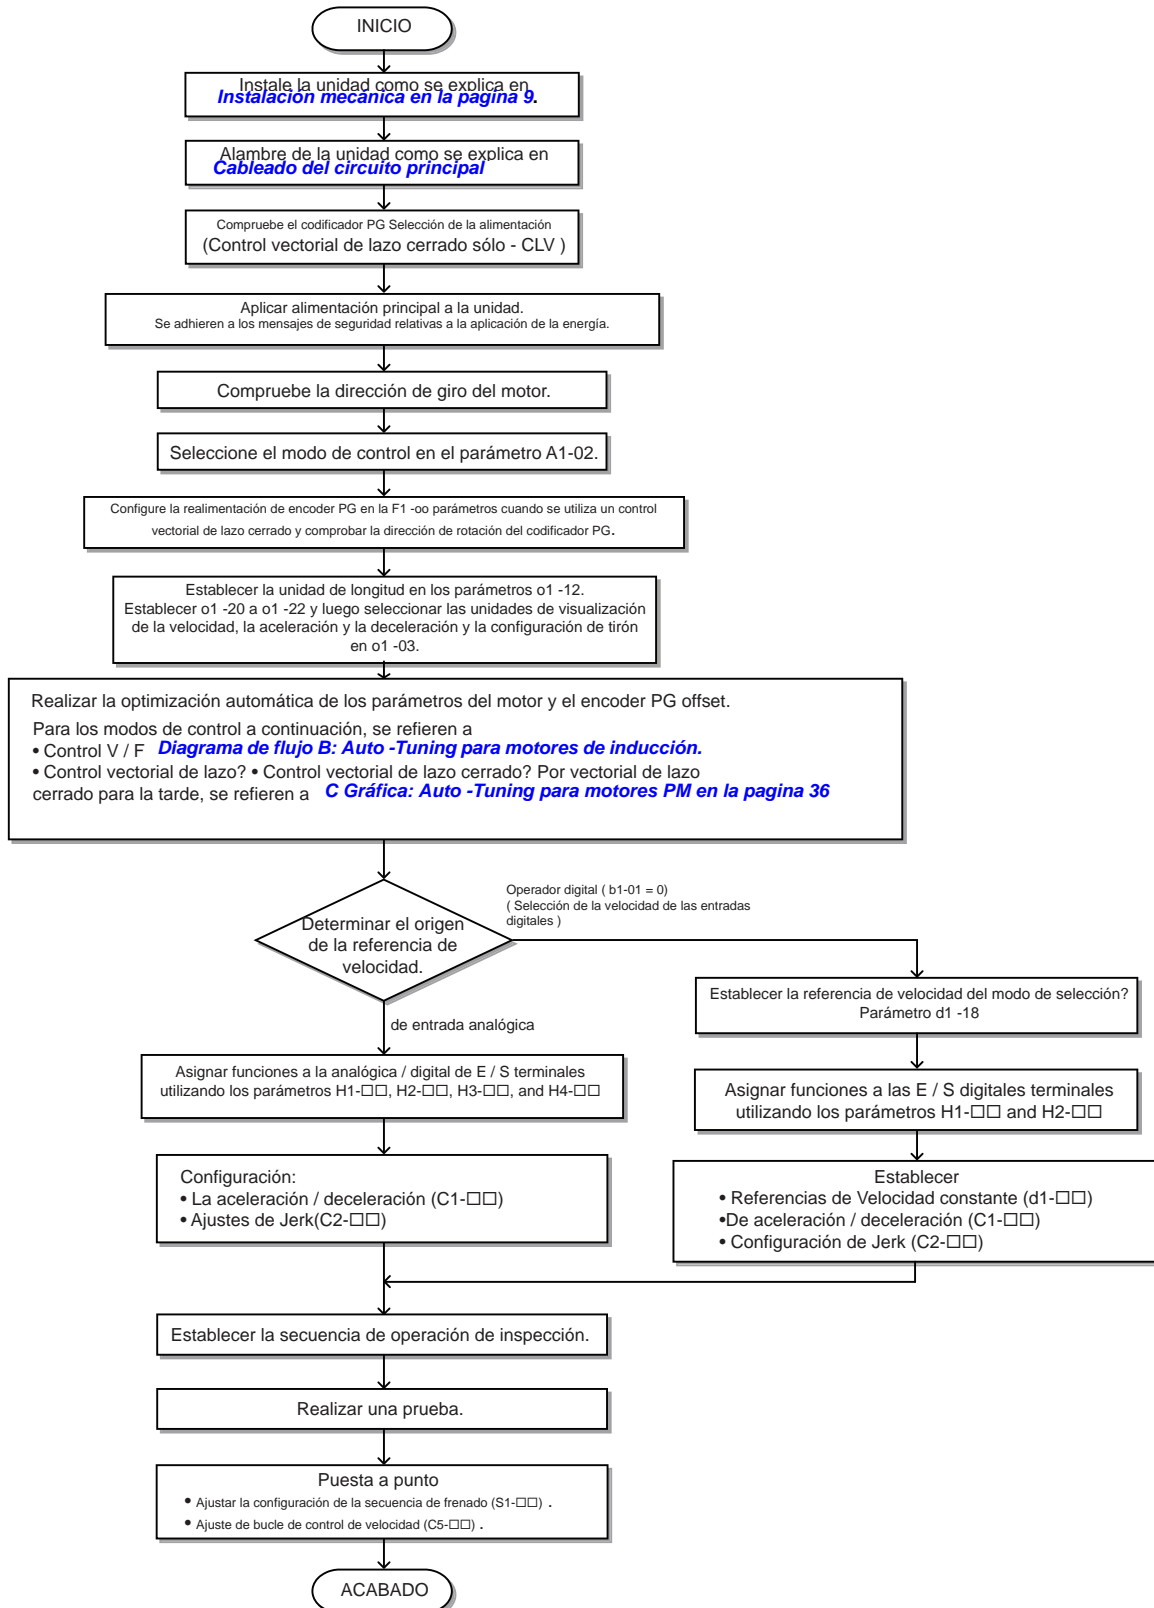 INICIO
Instale la unidad como se explica en
Instalación mecánica en la pagina 9.
Alambre de la unidad como se explica en
Cableado del circuito principal
Compruebe el codificador PG Selección de la alimentación
(Control vectorial de lazo cerrado sólo - CLV )
Aplicar alimentación principal a la unidad.
Se adhieren a los mensajes de seguridad relativas a la aplicación de la energía.
Compruebe la dirección de giro del motor.
Seleccione el modo de control en el parámetro A1-02.
Configure la realimentación de encoder PG en la F1 -oo parámetros cuando se utiliza un control
vectorial de lazo cerrado y comprobar la dirección de rotación del codificador PG.
Establecer la unidad de longitud en los parámetros o1 -12.
Establecer o1 -20 a o1 -22 y luego seleccionar las unidades de visualización
de la velocidad, la aceleración y la deceleración y la configuración de tirón
en o1 -03.
Realizar la optimización automática de los parámetros del motor y el encoder PG offset.
Para los modos de control a continuación, se refieren a
• Control V / F Diagrama de flujo B: Auto -Tuning para motores de inducción.
• Control vectorial de lazo? • Control vectorial de lazo cerrado? Por vectorial de lazo
cerrado para la tarde, se refieren a C Gráfica: Auto -Tuning para motores PM en la pagina 36
Determinar el origen
de la referencia de
velocidad.
Operador digital ( b1-01 = 0)
( Selección de la velocidad de las entradas
digitales )
de entrada analógica
Establecer la referencia de velocidad del modo de selección?
Parámetro d1 -18
Asignar funciones a la analógica / digital de E / S terminales
utilizando los parámetros H1-□□, H2-□□, H3-□□, and H4-□□
Asignar funciones a las E / S digitales terminales
utilizando los parámetros H1-□□ and H2-□□
Configuración:
• La aceleración / deceleración (C1-□□)
• Ajustes de Jerk(C2-□□)
Establecer
• Referencias de Velocidad constante (d1-□□)
•De aceleración / deceleración (C1-□□)
• Configuración de Jerk (C2-□□)
Establecer la secuencia de operación de inspección.
Realizar una prueba.
Puesta a punto
• Ajustar la configuración de la secuencia de frenado (S1-□□) .
• Ajuste de bucle de control de velocidad (C5-□□) .
ACABADO